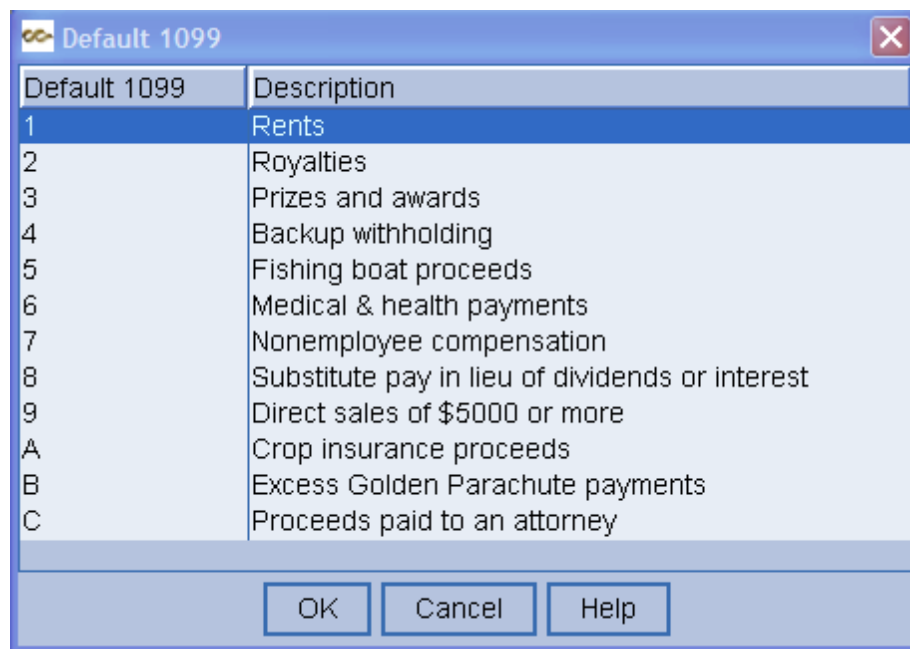 Default 1099
Default 1099 Description
1 Rents
2 Royalties
3 Prizes and awards
4 Backup withholding
5 Fishing boat proceeds
6 Medical & health payments
7 Nonemployee compensation
8 Substitute pay in lieu of dividends or interest
9 Direct sales of $5000 or more
A Crop insurance proceeds
B Excess Golden Parachute payments
C Proceeds paid to an attorney
OK Cancel Help